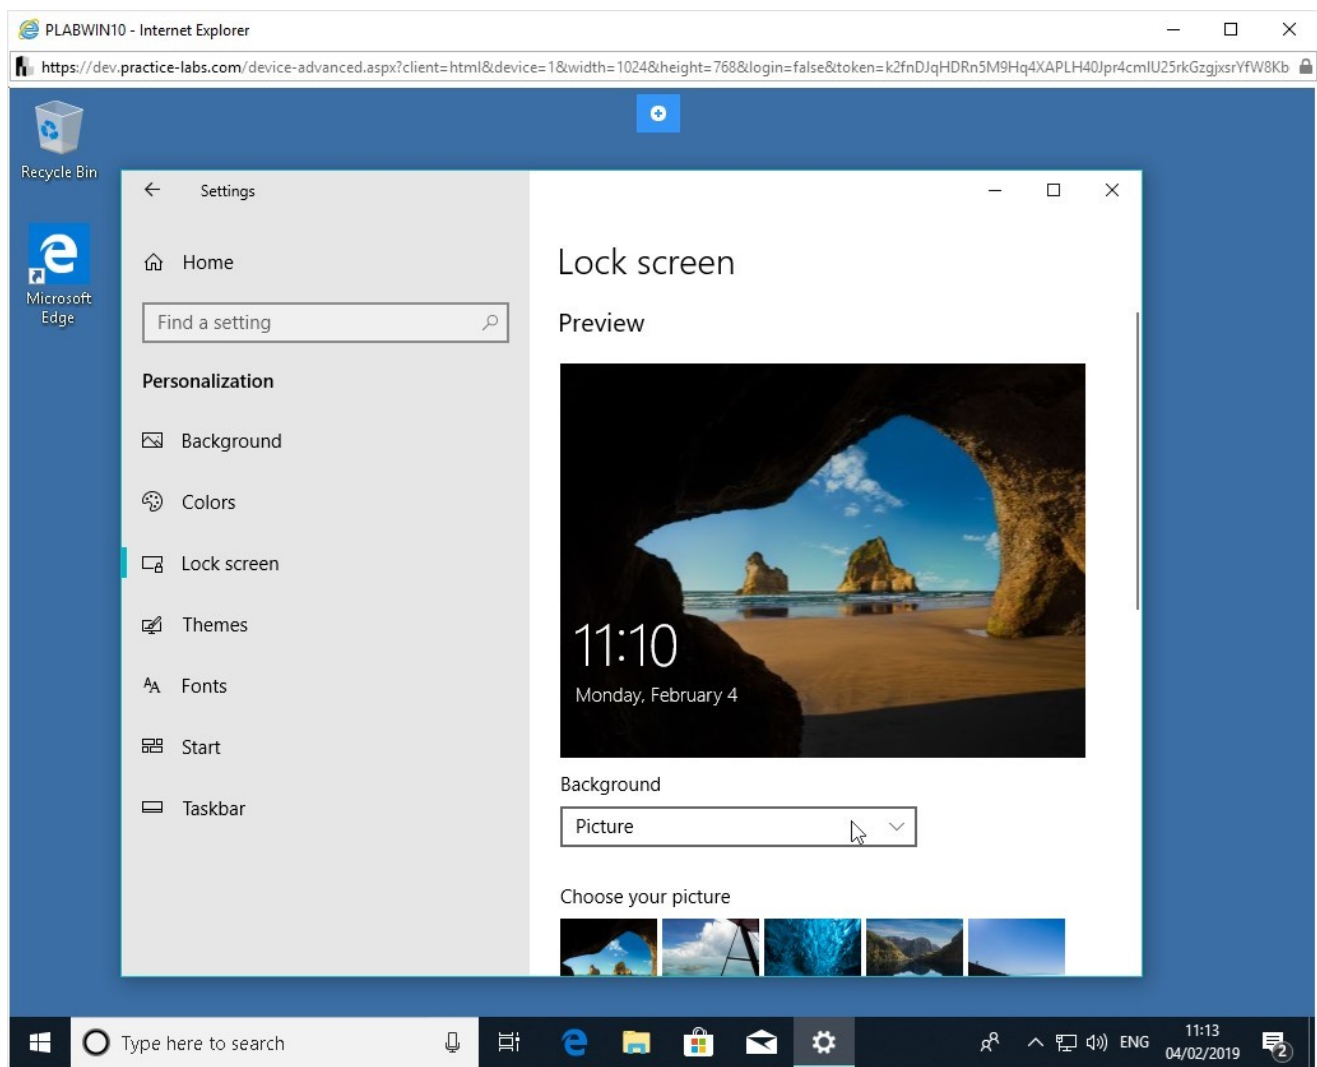 PLABWIN10 - Internet Explorer
https://dev.practice-labs.com/device-advanced.aspx?client=html&device=1&width=1024&height=768&login=false&token=k2fnDJqHDRn5M9Hq4XAPLH40Jpr4cmIU25rkGzgjxsrYfW8Kb
Recycle Bin
Microsoft
Edge
Settings
Home
Find a setting
Personalization
Background
Colors
Lock screen
Themes
Fonts
Start
Taskbar
Lock screen
Preview
11:10
Monday, February 4
Background
Picture
Choose your picture
Type here to search
ENG
11:13
04/02/2019
2